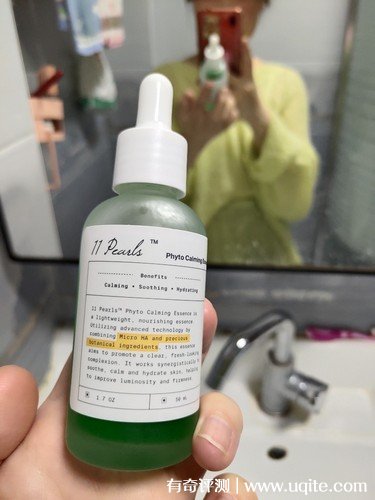 11 Pearls™
Phyto Calming
Benefits
Calming • Soothing • Hydrating
11 Pearls™ Phyto Calming Essence is
a lightweight, nourishing essence
Utilizing advanced technology by
combining Micro HA and precious
botanical ingredients, this essence
aims to promote a clear, fresh-looking
complexion. It works synergistically to
soothe, calm and hydrate skin, helping
to improve luminosity and firmness.
1.7 OZ
50 mL
有奇评测 | www.uqite.com